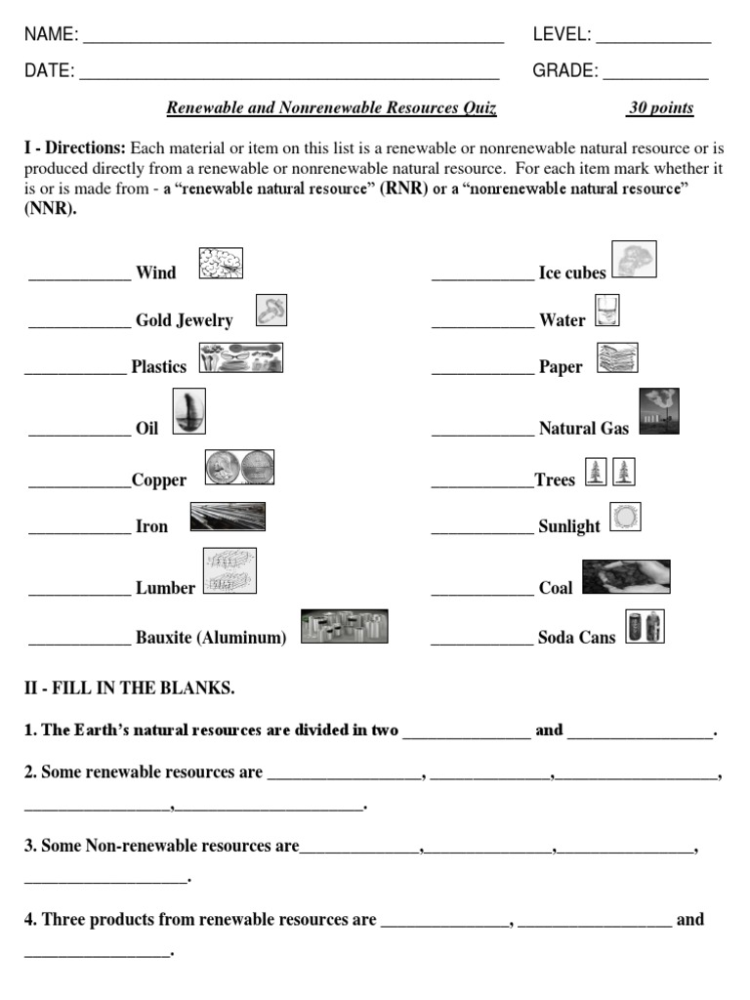 NAME: ___________________________________________ LEVEL: ____________
DATE: ___________________________________________ GRADE: ___________
Renewable and Nonrenewable Resources Quiz 30 points
I - Directions: Each material or item on this list is a renewable or nonrenewable natural resource or is
produced directly from a renewable or nonrenewable natural resource. For each item mark whether it
is or is made from - a “renewable natural resource” (RNR) or a “nonrenewable natural resource”
(NNR).
____________ Wind ____________ Ice cubes
____________ Gold Jewelry ____________ Water
____________ Plastics ____________ Paper
____________ Oil ____________ Natural Gas
____________Copper ____________Trees
____________ Iron ____________ Sunlight
____________ Lumber ____________ Coal
____________ Bauxite (Aluminum) ____________ Soda Cans
II - FILL IN THE BLANKS.
1. The Earth’s natural resources are divided in two _______________ and _________________.
2. Some renewable resources are __________________, ______________,___________________,
_________________,______________________.
3. Some Non-renewable resources are______________,_______________,________________,
___________________.
4. Three products from renewable resources are _______________, __________________ and
_________________.